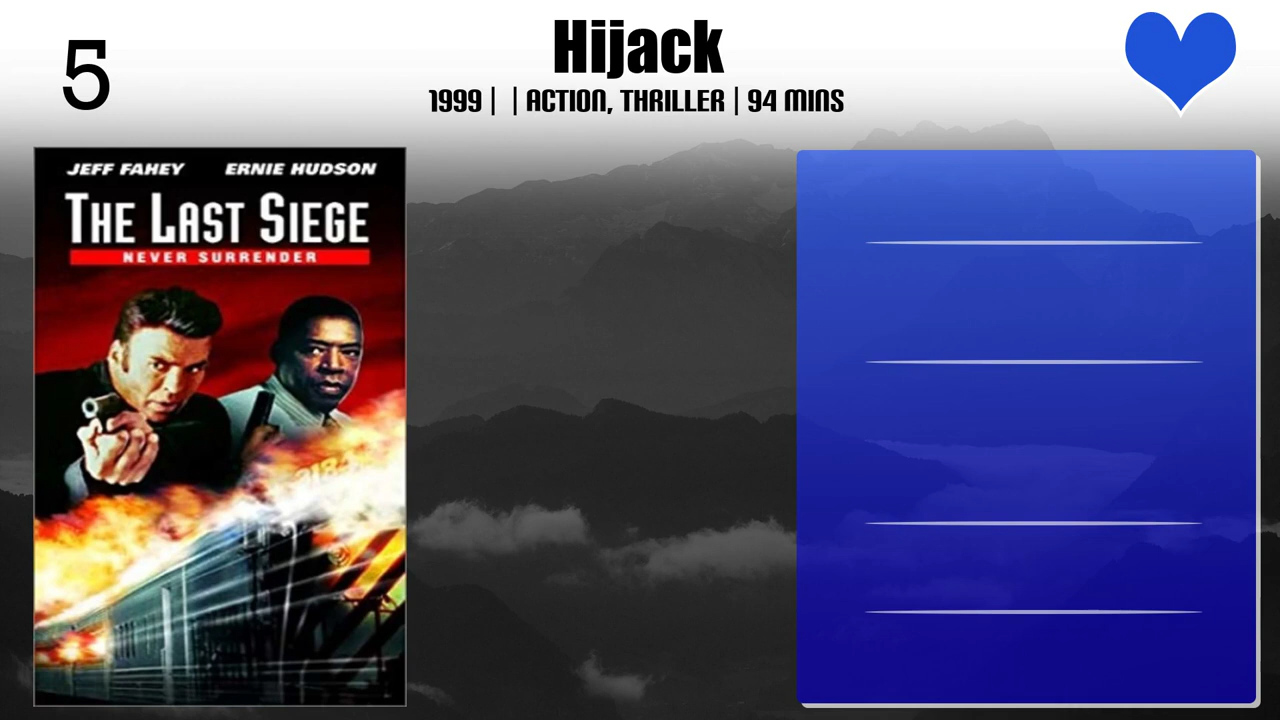 5
Hijack
1999 | | ACTION, THRILLER | 94 MINS
JEFF FAHEY ERNIE HUDSON
THE LAST SIEGE
NEVER SURRENDER